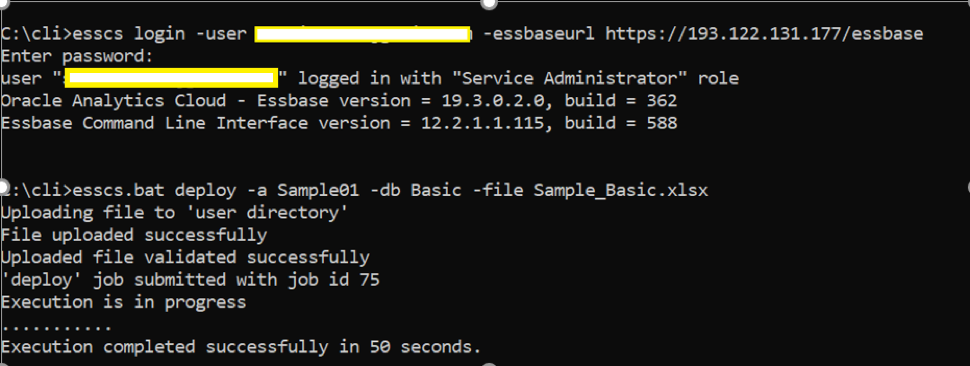 C:\cli>esscs login -user -essbaseurl https://193.122.131.177/essbase
Enter password:
user " " logged in with "Service Administrator" role
Oracle Analytics Cloud - Essbase version = 19.3.0.2.0, build = 362
Essbase Command Line Interface version = 12.2.1.1.115, build = 588
C:\cli>esscs.bat deploy -a Sample01 -db Basic -file Sample_Basic.xlsx
Uploading file to 'user directory'
File uploaded successfully
Uploaded file validated successfully
'deploy' job submitted with job id 75
Execution is in progress
...........
Execution completed successfully in 50 seconds.